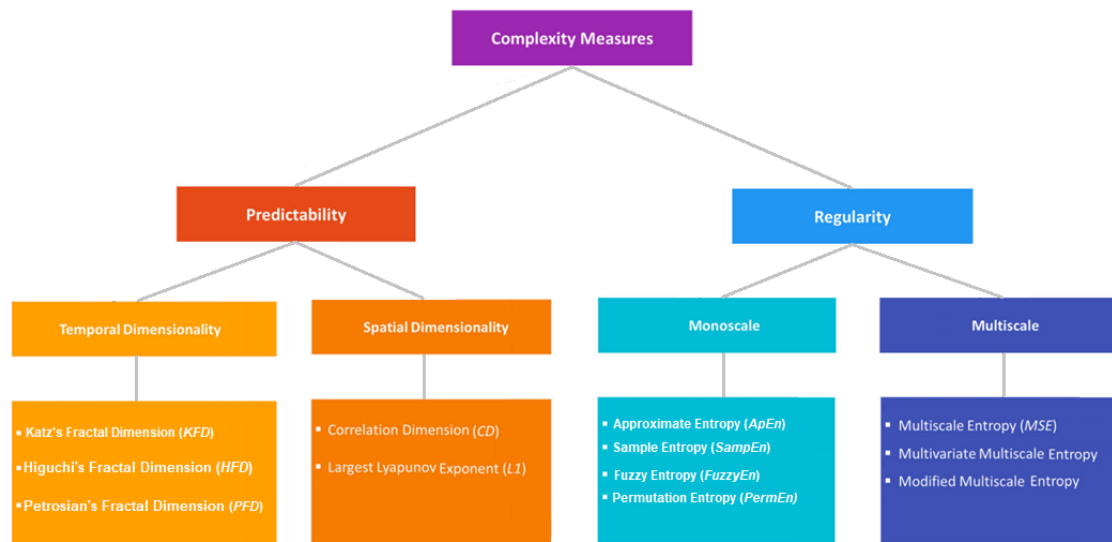 Complexity Measures
Predictability
Regularity
Temporal Dimensionality
Spatial Dimensionality
Monoscale
Multiscale
▪ Katz's Fractal Dimension (KFD)
▪ Higuchi's Fractal Dimension (HFD)
▪ Petrosian's Fractal Dimension (PFD)
▪ Correlation Dimension (CD)
▪ Largest Lyapunov Exponent (L1)
▪ Approximate Entropy (ApEn)
▪ Sample Entropy (SampEn)
▪ Fuzzy Entropy (FuzzyEn)
▪ Permutation Entropy (PermEn)
▪ Multiscale Entropy (MSE)
▪ Multivariate Multiscale Entropy
▪ Modified Multiscale Entropy